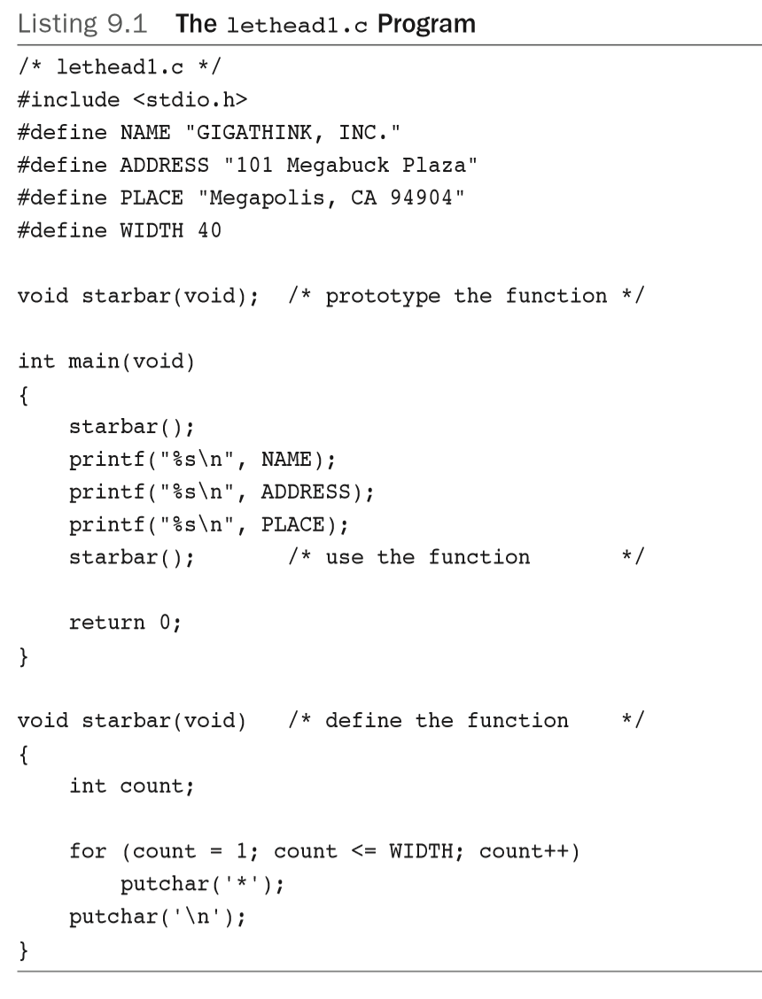 Listing 9.1 The lethead1.c Program
/* lethead1.c */
#include <stdio.h>
#define NAME "GIGATHINK, INC."
#define ADDRESS "101 Megabuck Plaza"
#define PLACE "Megapolis, CA 94904"
#define WIDTH 40
void starbar(void);  /* prototype the function */
int main(void)
{
    starbar();
    printf("%s\n", NAME);
    printf("%s\n", ADDRESS);
    printf("%s\n", PLACE);
    starbar();       /* use the function       */
    return 0;
}
void starbar(void)   /* define the function    */
{
    int count;
    for (count = 1; count <= WIDTH; count++)
        putchar('*');
    putchar('\n');
}